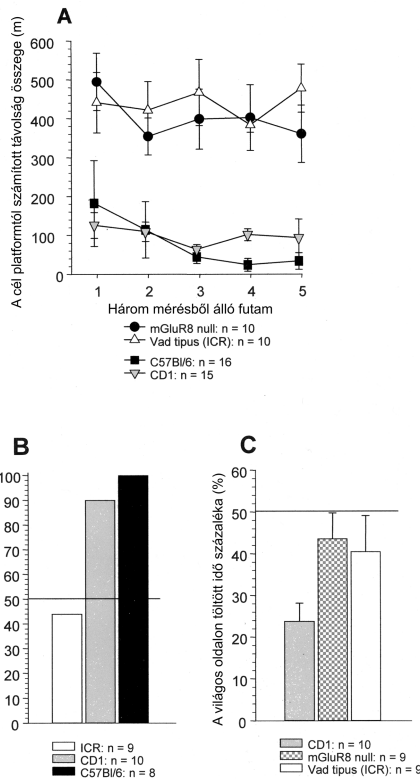 A
A cél platformtól számított távolság összege (m)
600
500
400
300
200
100
0
1 2 3 4 5
Három mérésből álló futam
mGluR8 null: n = 10
Vad tipus (ICR): n = 10
C57Bl/6: n = 16
CD1: n = 15
B
100
90
80
70
60
50
40
30
20
10
0
ICR: n = 9
CD1: n = 10
C57Bl/6: n = 8
C
A világos oldalon töltött idő százaléka (%)
60
50
40
30
20
10
0
CD1: n = 10
mGluR8 null: n = 9
Vad tipus (ICR): n = 9